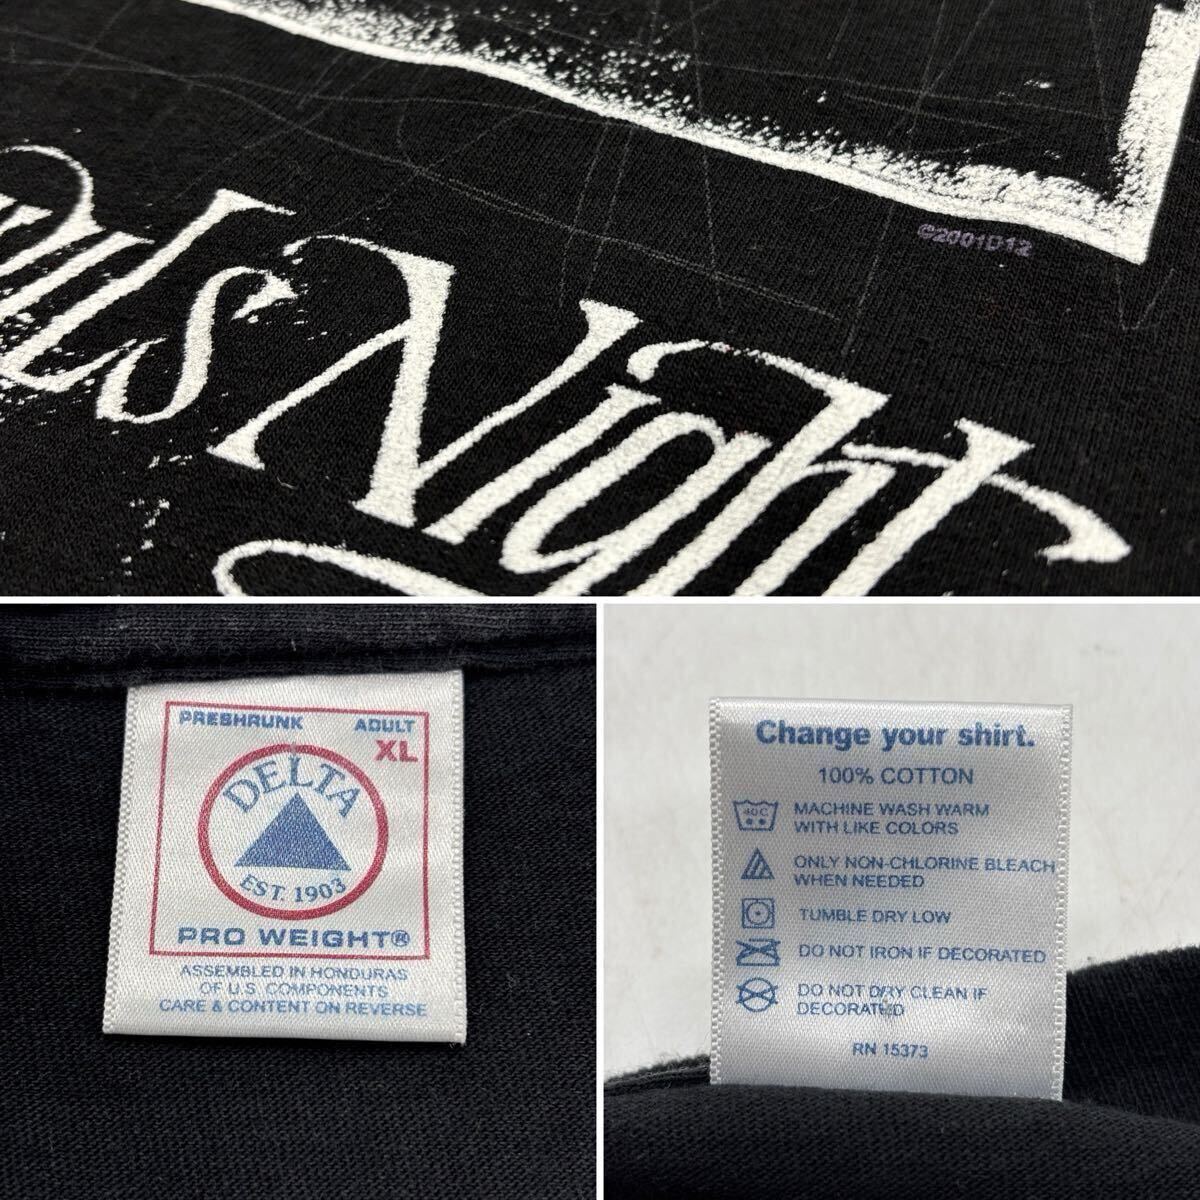 ©2001D12
Night
PRESHRUNK ADULT
XL
DELTA
EST. 1903
PRO WEIGHT®
ASSEMBLED IN HONDURAS
OF U.S. COMPONENTS
CARE & CONTENT ON REVERSE
Change your shirt.
100% COTTON
40C
MACHINE WASH WARM
WITH LIKE COLORS
ONLY NON-CHLORINE BLEACH
WHEN NEEDED
TUMBLE DRY LOW
DO NOT IRON IF DECORATED
DO NOT DRY CLEAN IF
DECORATED
RN 15373